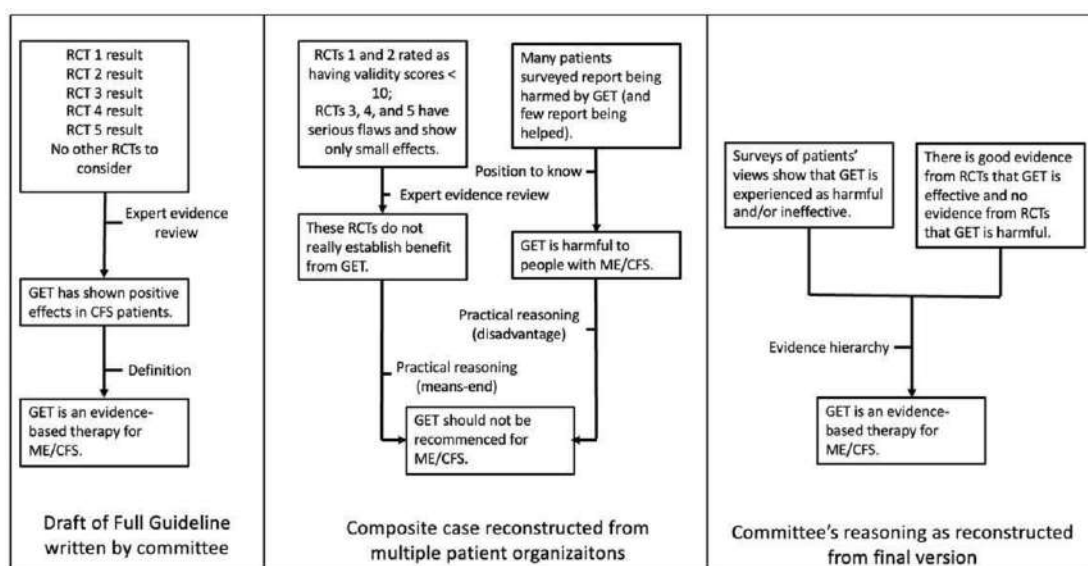 RCT 1 result
RCT 2 result
RCT 3 result
RCT 4 result
RCT 5 result
No other RCTs to
consider
Expert evidence
review
GET has shown positive
effects in CFS patients.
Definition
GET is an evidence-
based therapy for
ME/CFS.
Draft of Full Guideline
written by committee
RCTs 1 and 2 rated as
having validity scores <
10;
RCTs 3, 4, and 5 have
serious flaws and show
only small effects.
Expert evidence review
These RCTs do not
really establish benefit
from GET.
Practical reasoning
(means-end)
Many patients
surveyed report being
harmed by GET (and
few report being
helped).
Position to know
GET is harmful to
people with ME/CFS.
Practical reasoning
(disadvantage)
GET should not be
recommenced for
ME/CFS.
Composite case reconstructed from
multiple patient organizaitons
Surveys of patients'
views show that GET is
experienced as harmful
and/or ineffective.
There is good evidence
from RCTs that GET is
effective and no
evidence from RCTs
that GET is harmful.
Evidence hierarchy
GET is an evidence-
based therapy for
ME/CFS.
Committee's reasoning as reconstructed
from final version